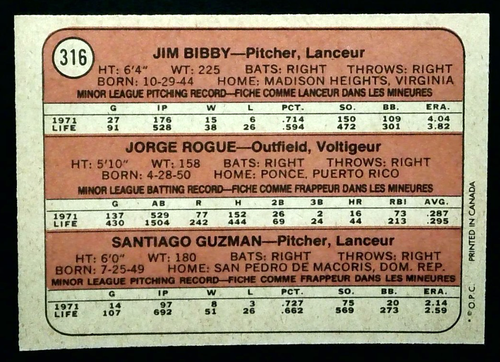 316
JIM BIBBY—Pitcher, Lanceur
HT: 6'4" WT: 225 BATS: RIGHT THROWS: RIGHT
BORN: 10-29-44 HOME: MADISON HEIGHTS, VIRGINIA
MINOR LEAGUE PITCHING RECORD—FICHE COMME LANCEUR DANS LES MINEURES
G IP W L PCT. SO. BB. ERA.
1971 27 176 15 6 .714 150 109 4.04
LIFE 91 528 38 26 .594 472 301 3.82
JORGE ROGUE—Outfield, Voltigeur
HT: 5'10" WT: 158 BATS: RIGHT THROWS: RIGHT
BORN: 4-28-50 HOME: PONCE, PUERTO RICO
MINOR LEAGUE BATTING RECORD—FICHE COMME FRAPPEUR DANS LES MINEURES
G AB R H 2B 3B HR RBI AVG.
1971 137 529 77 152 26 2 16 73 .287
LIFE 430 1504 242 444 69 24 44 213 .295
SANTIAGO GUZMAN—Pitcher, Lanceur
HT: 6'0" WT: 180 BATS: RIGHT THROWS: RIGHT
BORN: 7-25-49 HOME: SAN PEDRO DE MACORIS, DOM. REP.
MINOR LEAGUE PITCHING RECORD—FICHE COMME FRAPPEUR DANS LES MINEURES
G IP W L PCT. SO. BB. ERA.
1971 14 97 8 3 .727 75 20 2.14
LIFE 107 692 51 26 .662 569 273 2.59
* © O.P.C. PRINTED IN CANADA